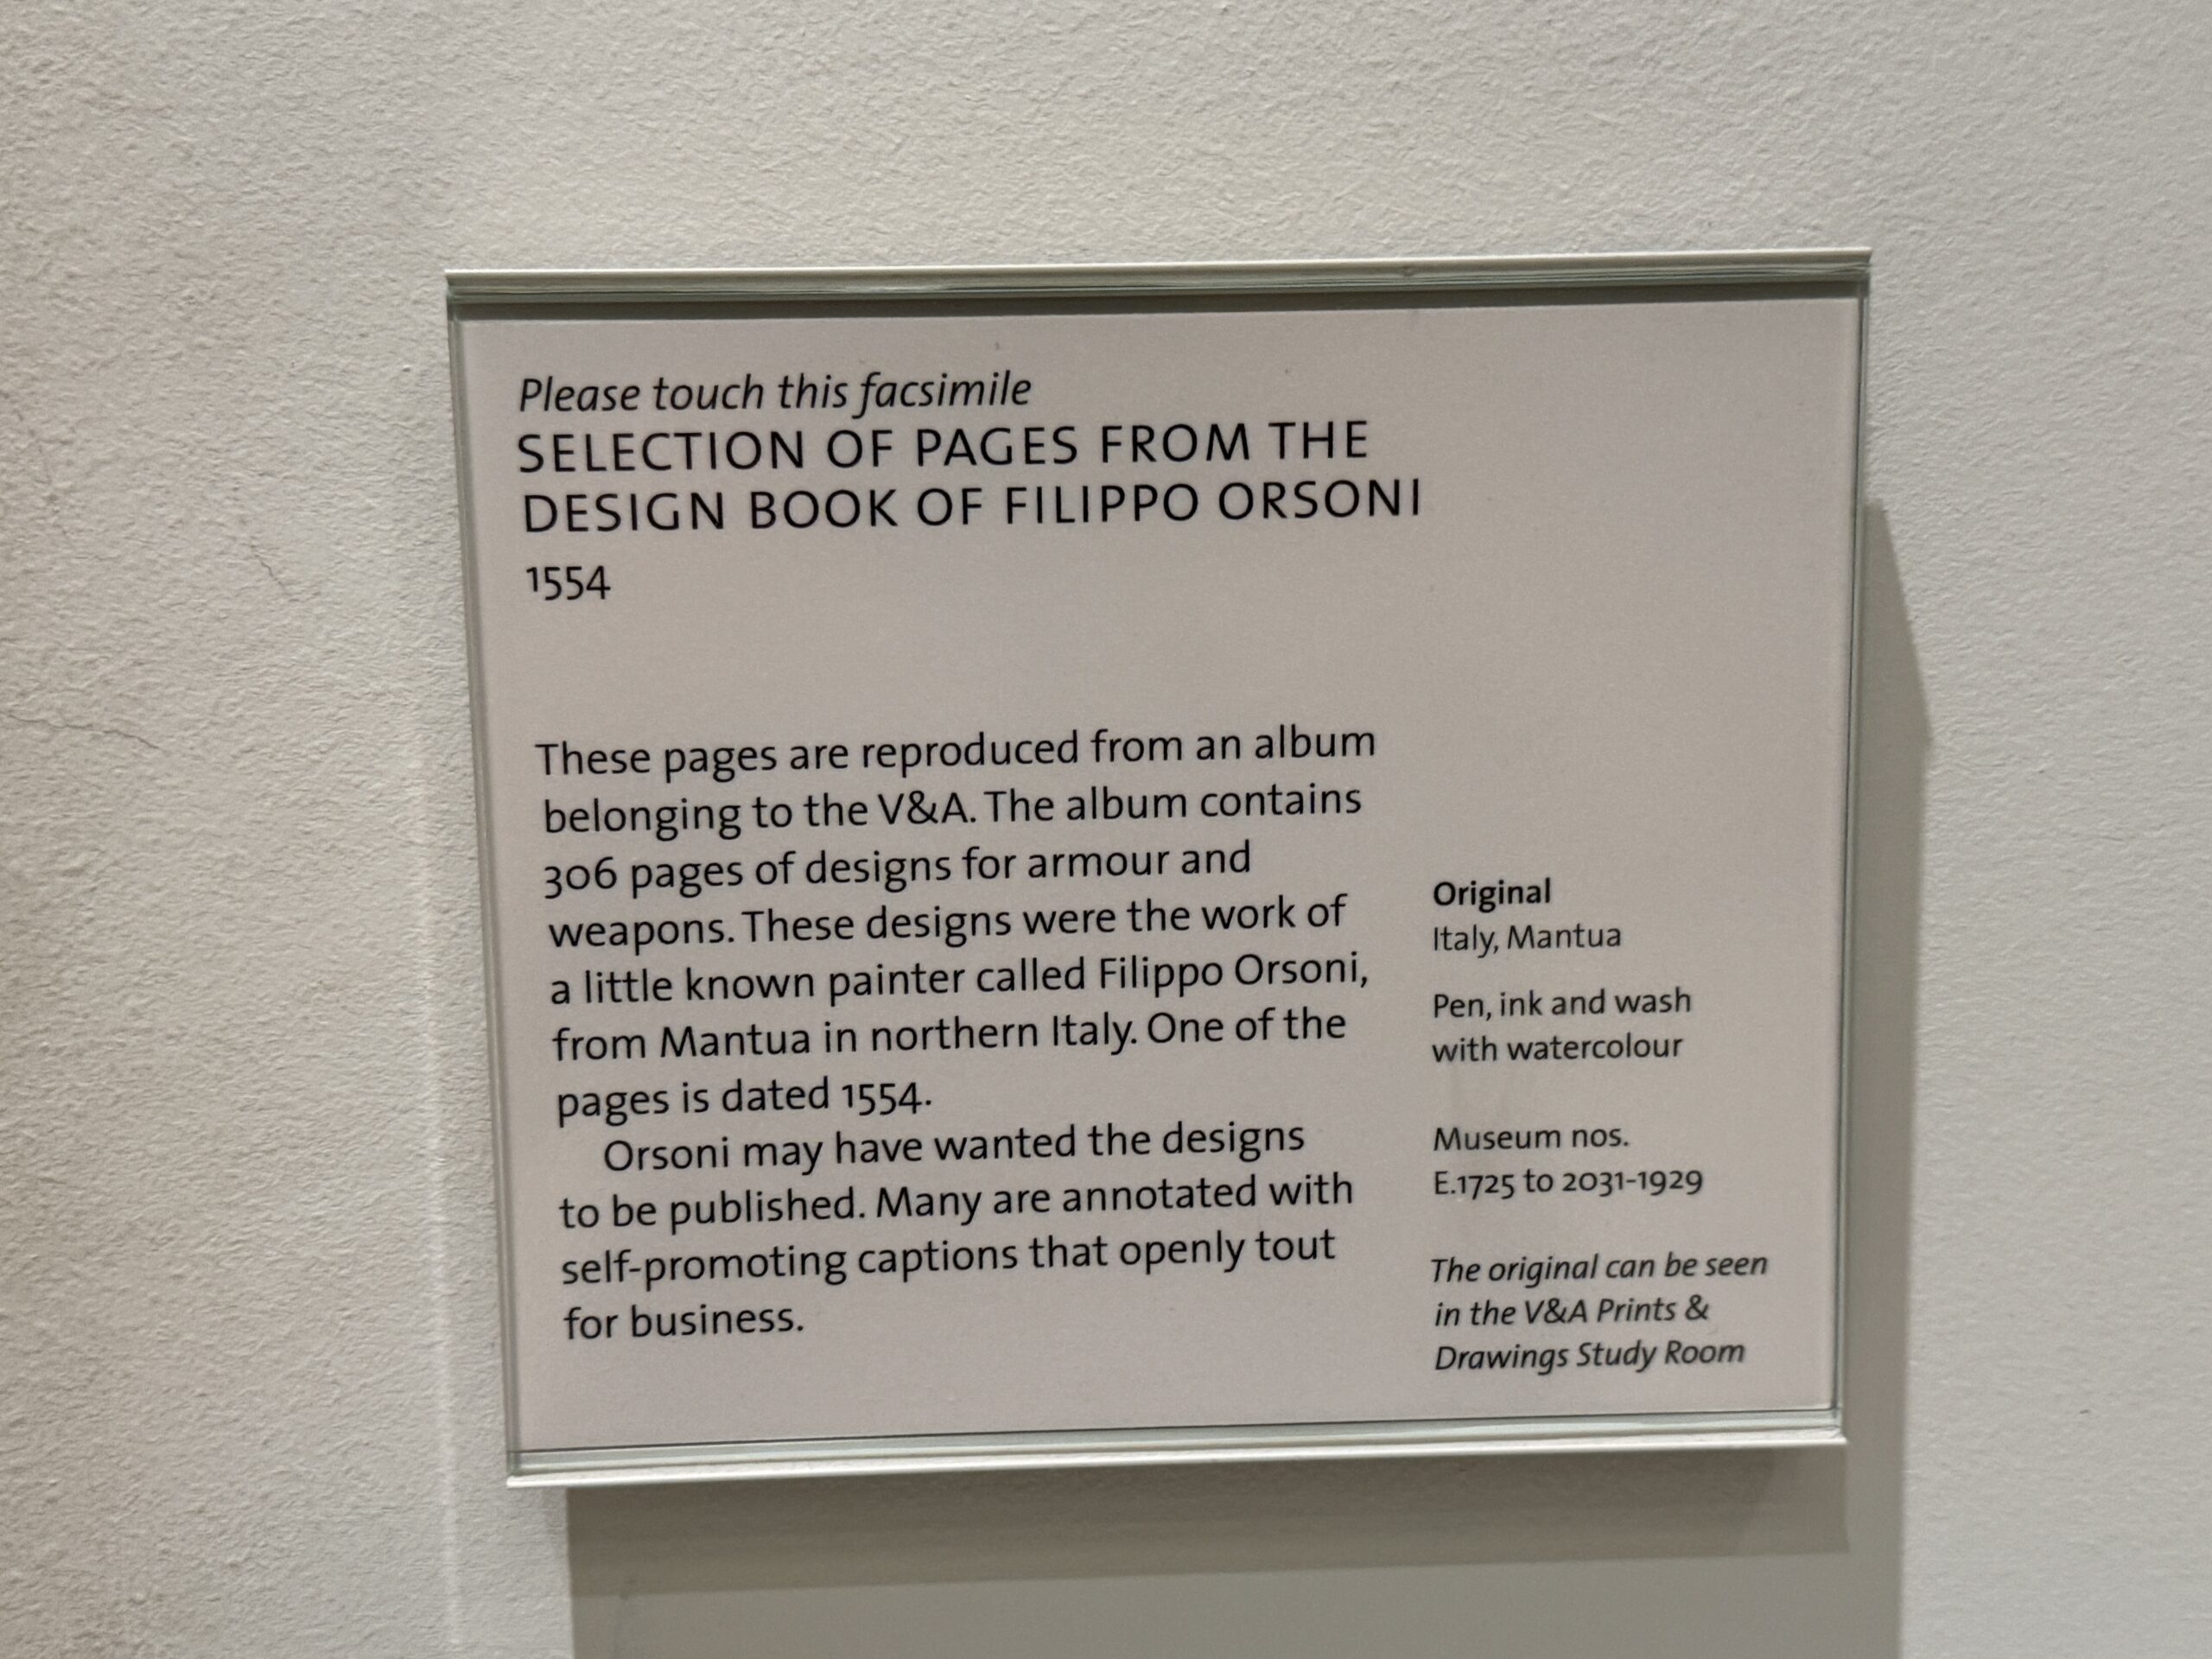 Please touch this facsimile
SELECTION OF PAGES FROM THE
DESIGN BOOK OF FILIPPO ORSONI
1554
These pages are reproduced from an album
belonging to the V&A. The album contains
306 pages of designs for armour and
weapons. These designs were the work of
a little known painter called Filippo Orsoni,
from Mantua in northern Italy. One of the
pages is dated 1554.
Orsoni may have wanted the designs
to be published. Many are annotated with
self-promoting captions that openly tout
for business.
Original
Italy, Mantua
Pen, ink and wash
with watercolour
Museum nos.
E.1725 to 2031-1929
The original can be seen
in the V&A Prints &
Drawings Study Room